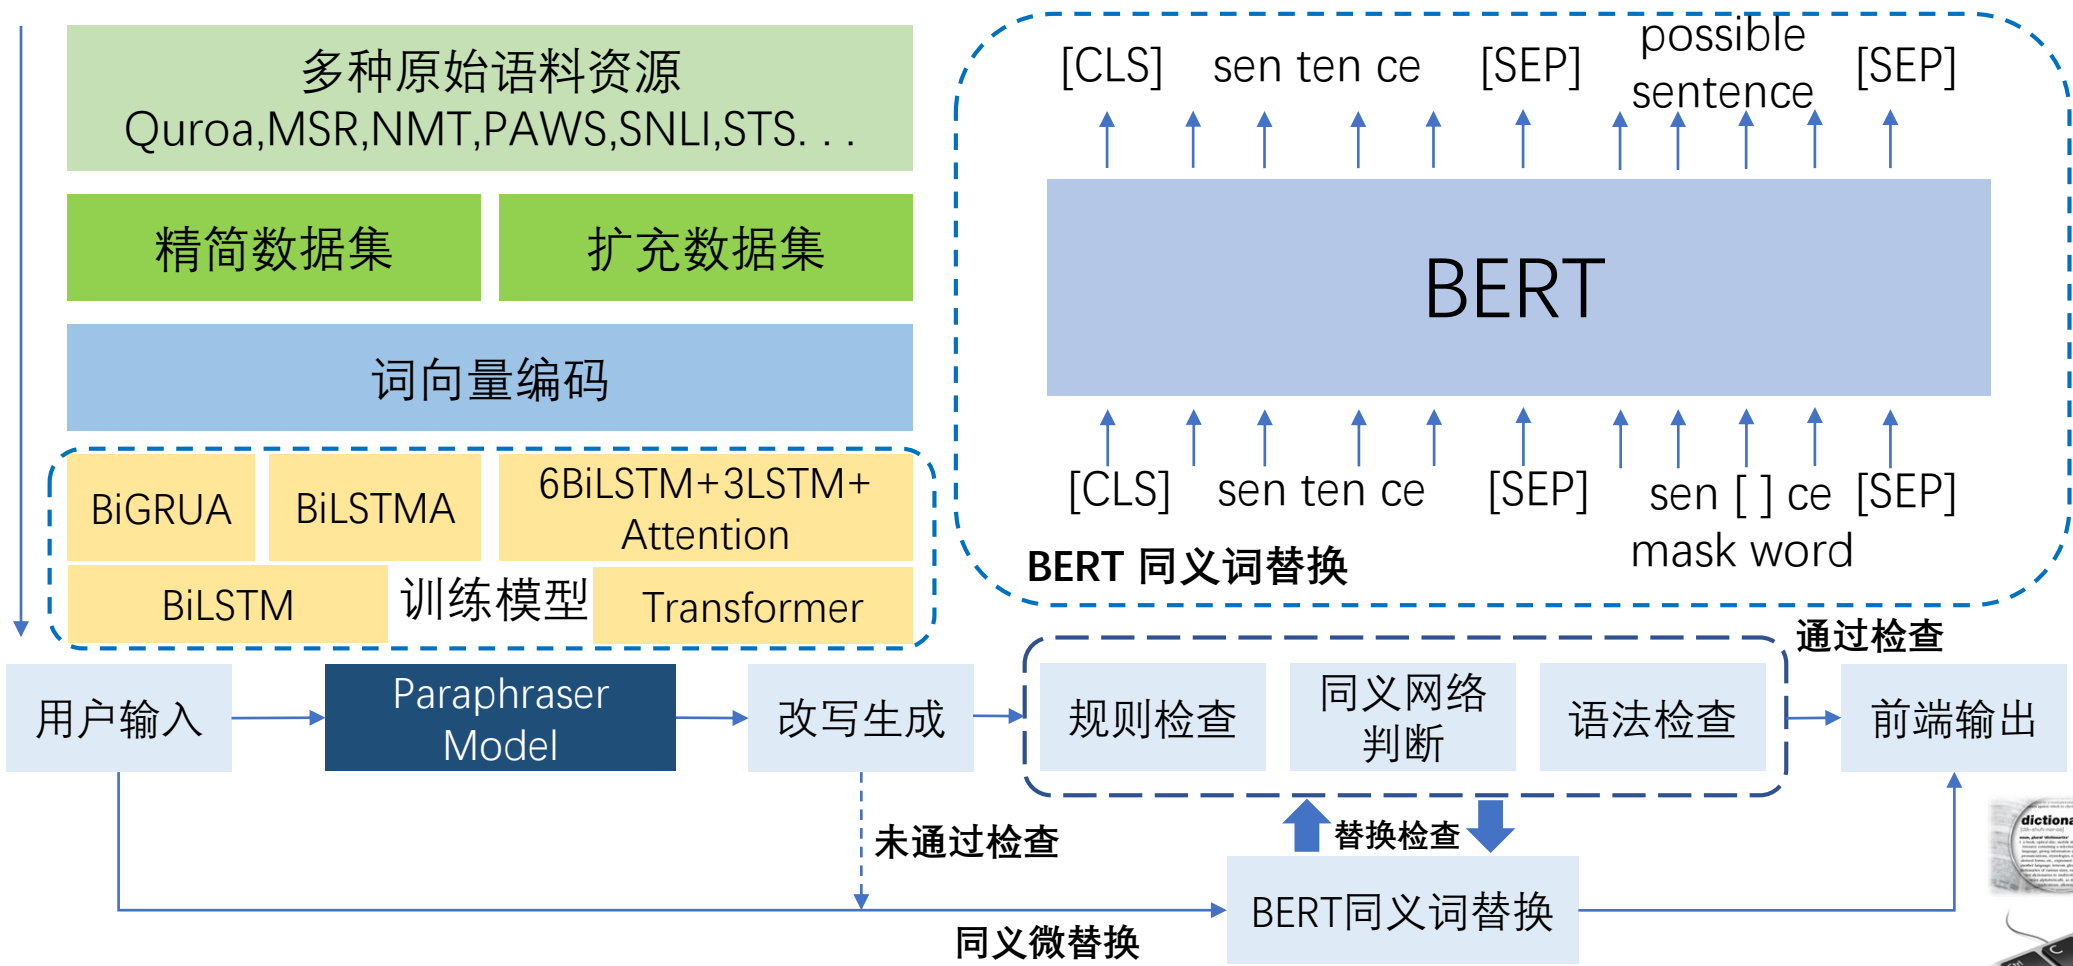 多种原始语料资源
Quroa,MSR,NMT,PAWS,SNLI,STS. . .
精简数据集
扩充数据集
词向量编码
BiGRUA
BiLSTMA
6BiLSTM+3LSTM+
Attention
BiLSTM
训练模型
Transformer
[CLS] sen ten ce [SEP] possible
sentence [SEP]
BERT
[CLS] sen ten ce [SEP] sen [ ] ce [SEP]
mask word
BERT 同义词替换
用户输入
Paraphraser
Model
改写生成
规则检查
同义网络
判断
语法检查
通过检查
前端输出
未通过检查
替换检查
BERT同义词替换
同义微替换
dictiona